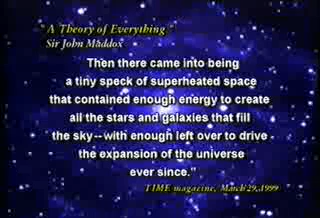 "A Theory of Everything"
Sir John Maddox
Then there came into being
a tiny speck of superheated space
that contained enough energy to create
all the stars and galaxies that fill
the sky--with enough left over to drive -
the expansion of the universe
ever since."
TIME magazine, March 29, 1999